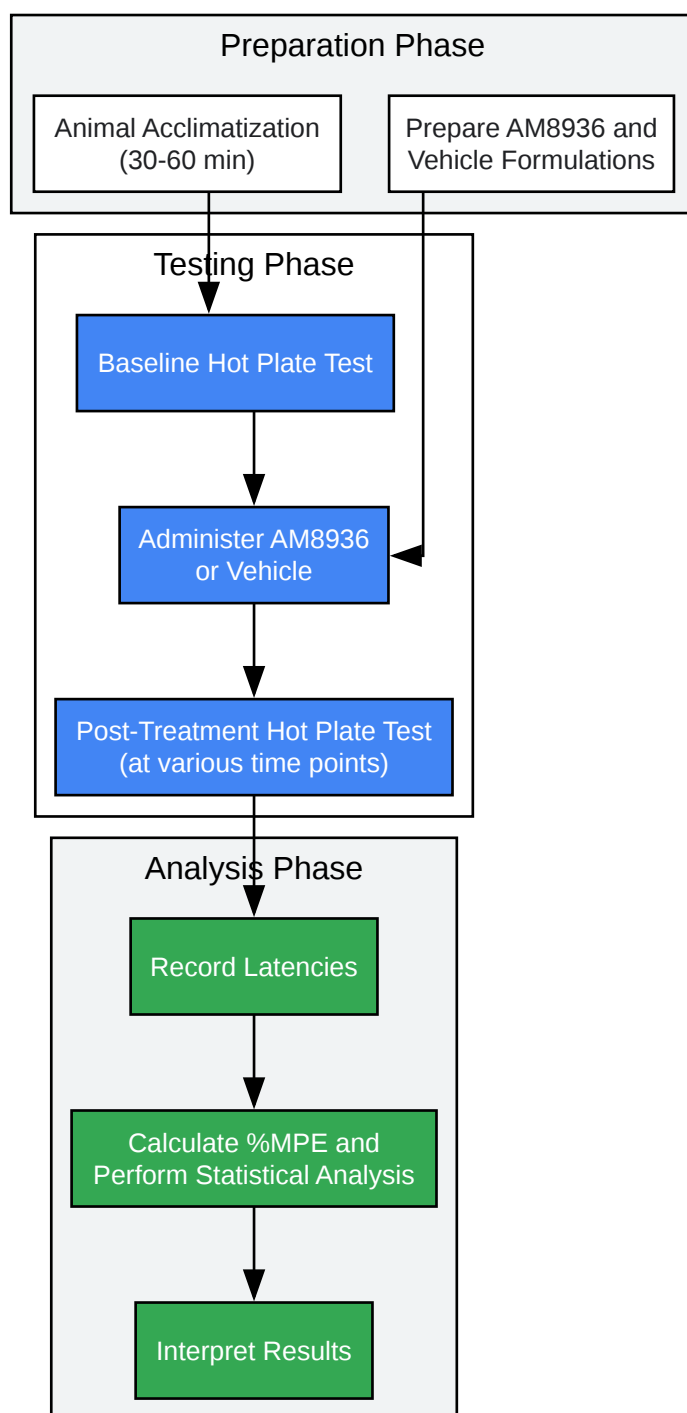 Preparation Phase
Animal Acclimatization
(30-60 min)
Prepare AM8936 and
Vehicle Formulations
Testing Phase
Baseline Hot Plate Test
Administer AM8936
or Vehicle
Post-Treatment Hot Plate Test
(at various time points)
Analysis Phase
Record Latencies
Calculate %MPE and
Perform Statistical Analysis
Interpret Results